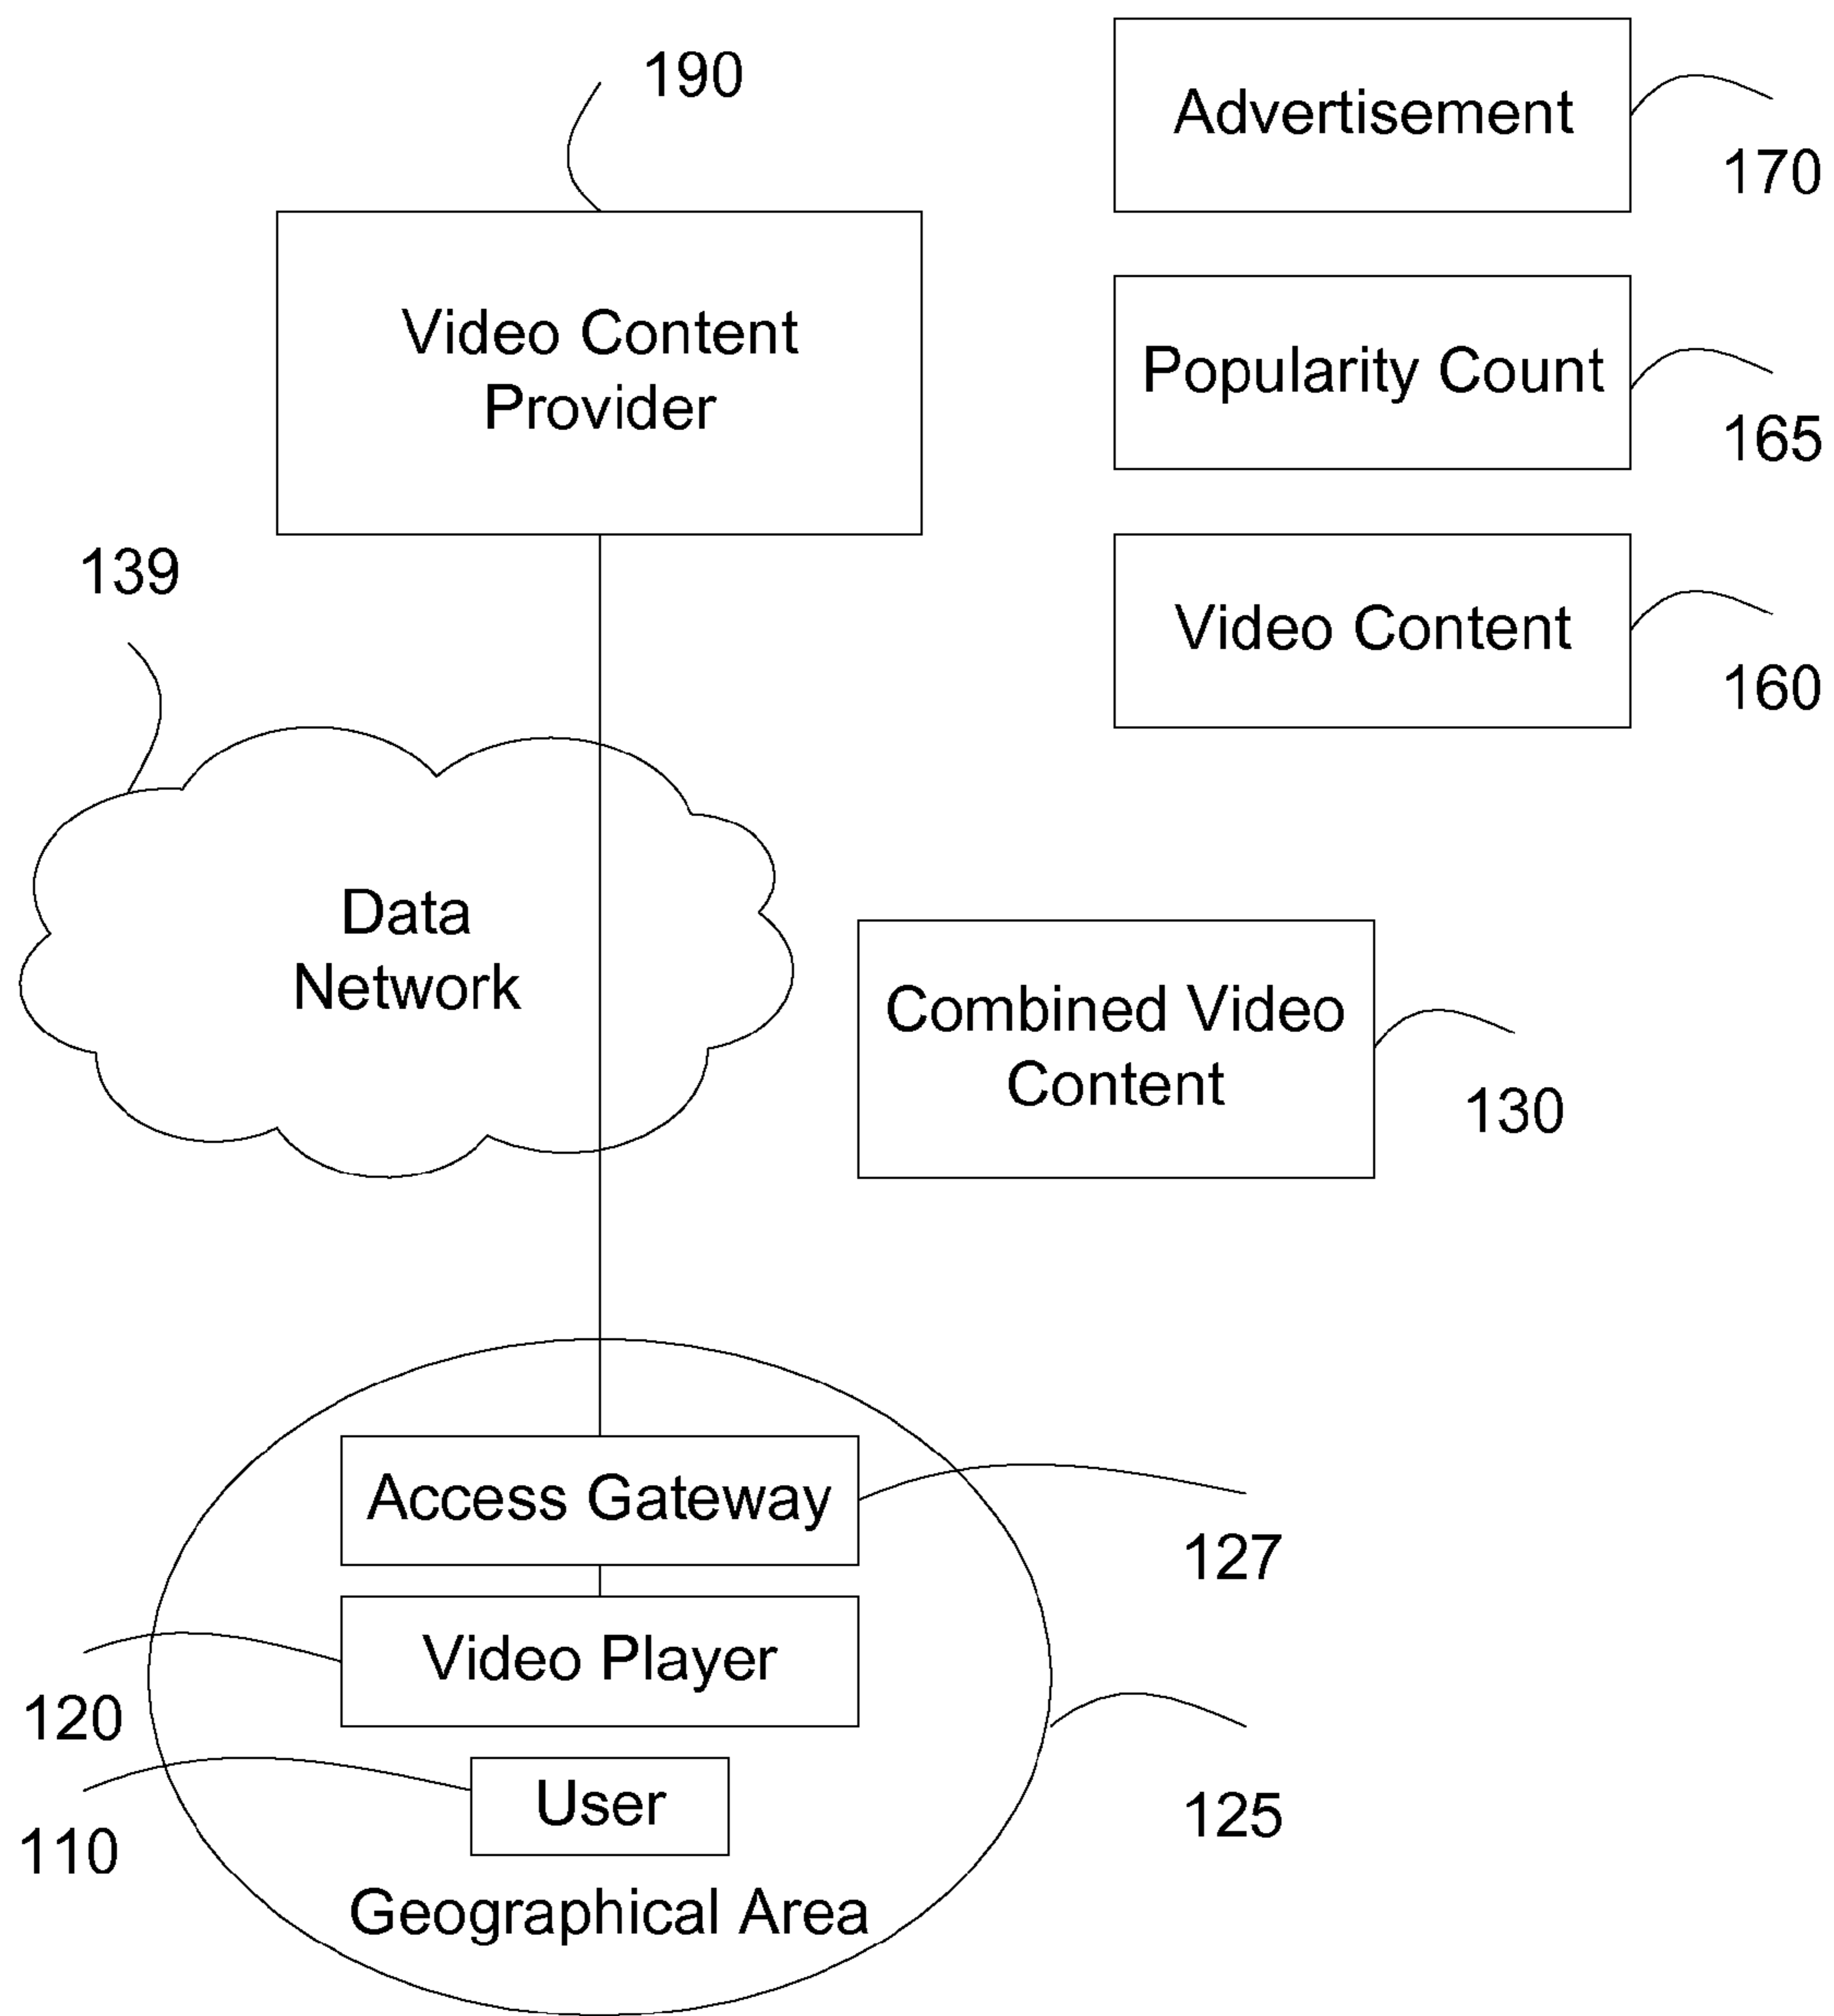 190
Advertisement
170
Video Content
Provider
Popularity Count
165
139
Video Content
160
Data
Network
Combined Video
Content
130
Access Gateway
127
Video Player
120
125
User
110
Geographical Area